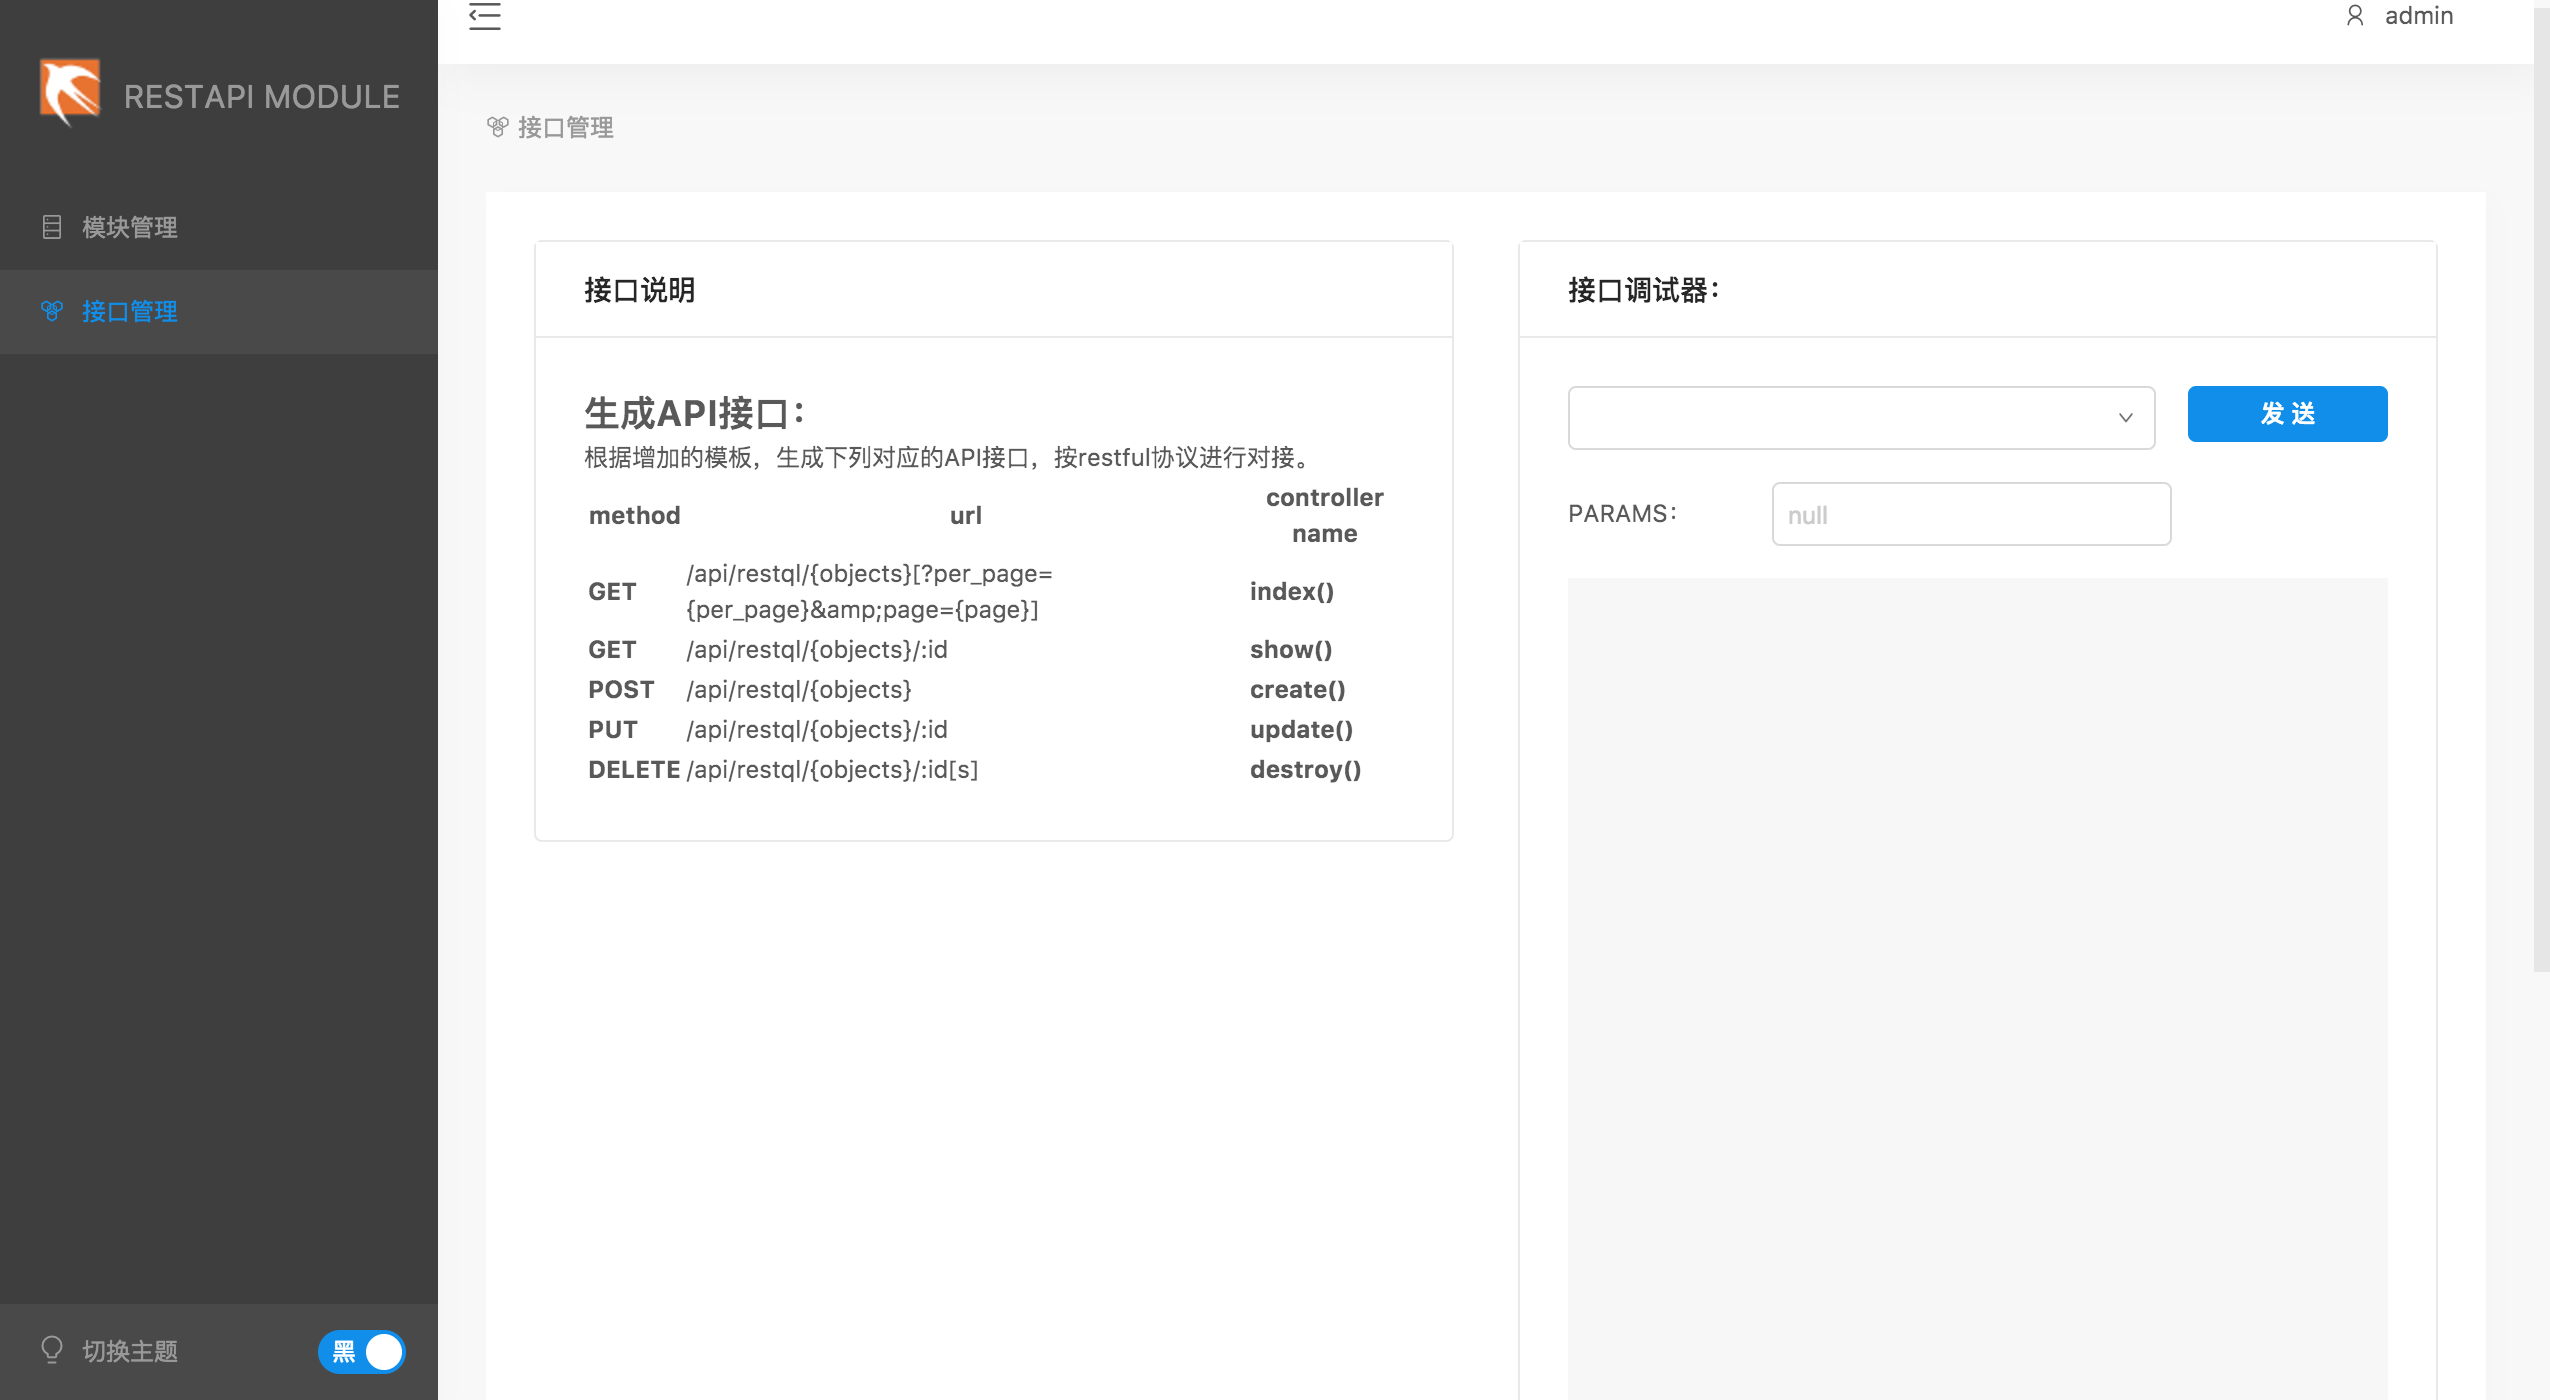 RESTAPI MODULE
模块管理
接口管理
切换主题
黑
admin
接口管理
接口说明
生成API接口：
根据增加的模板，生成下列对应的API接口，按restful协议进行对接。
method url controller name
GET /api/restql/{objects}[?per_page={per_page}&amp;page={page}] index()
GET /api/restql/{objects}/:id show()
POST /api/restql/{objects} create()
PUT /api/restql/{objects}/:id update()
DELETE /api/restql/{objects}/:id[s] destroy()
接口调试器：
发 送
PARAMS：
null